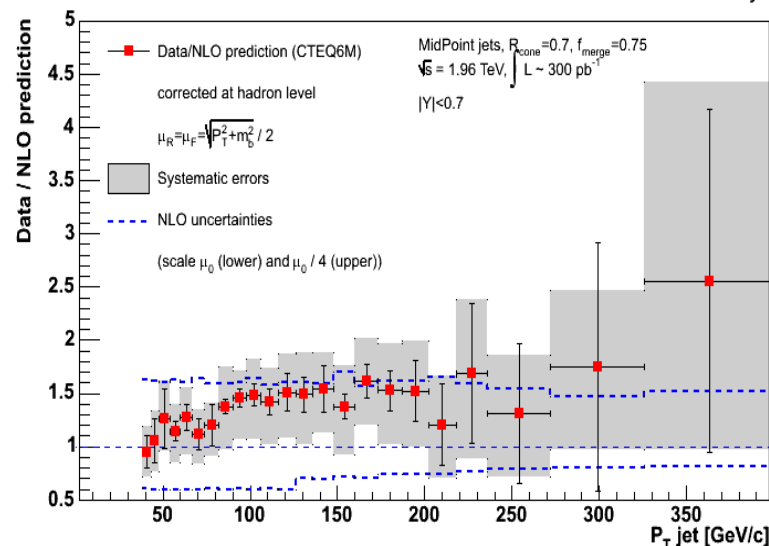 Data/NLO prediction (CTEQ6M)
corrected at hadron level
μR=μF=√P²T+m²b / 2
Systematic errors
NLO uncertainties
(scale μ0 (lower) and μ0 / 4 (upper))
MidPoint jets, Rcone=0.7, fmerge=0.75
√s = 1.96 TeV, ∫ L ~ 300 pb⁻¹
|Y|<0.7
Data / NLO prediction
5
4.5
4
3.5
3
2.5
2
1.5
1
0.5
50 100 150 200 250 300 350
PT jet [GeV/c]